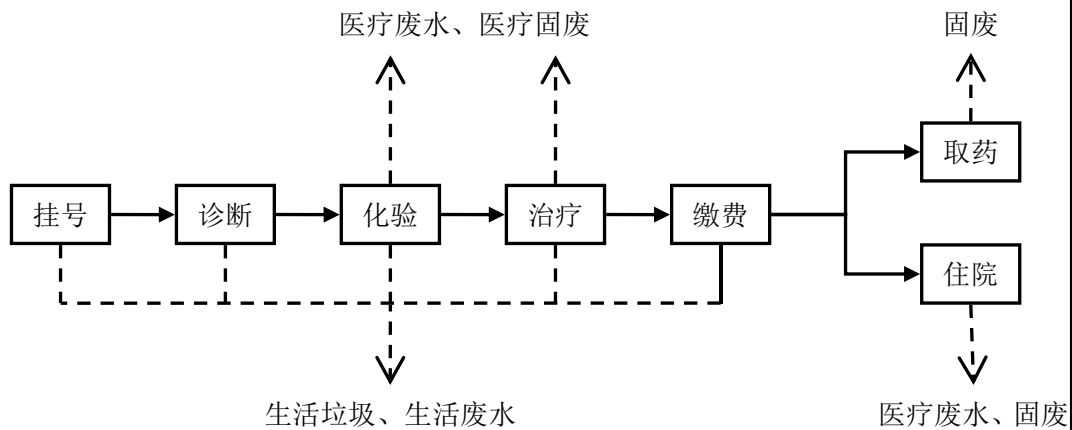 医疗废水、医疗固废
固废
取药
挂号
诊断
化验
治疗
缴费
住院
生活垃圾、生活废水
医疗废水、固废